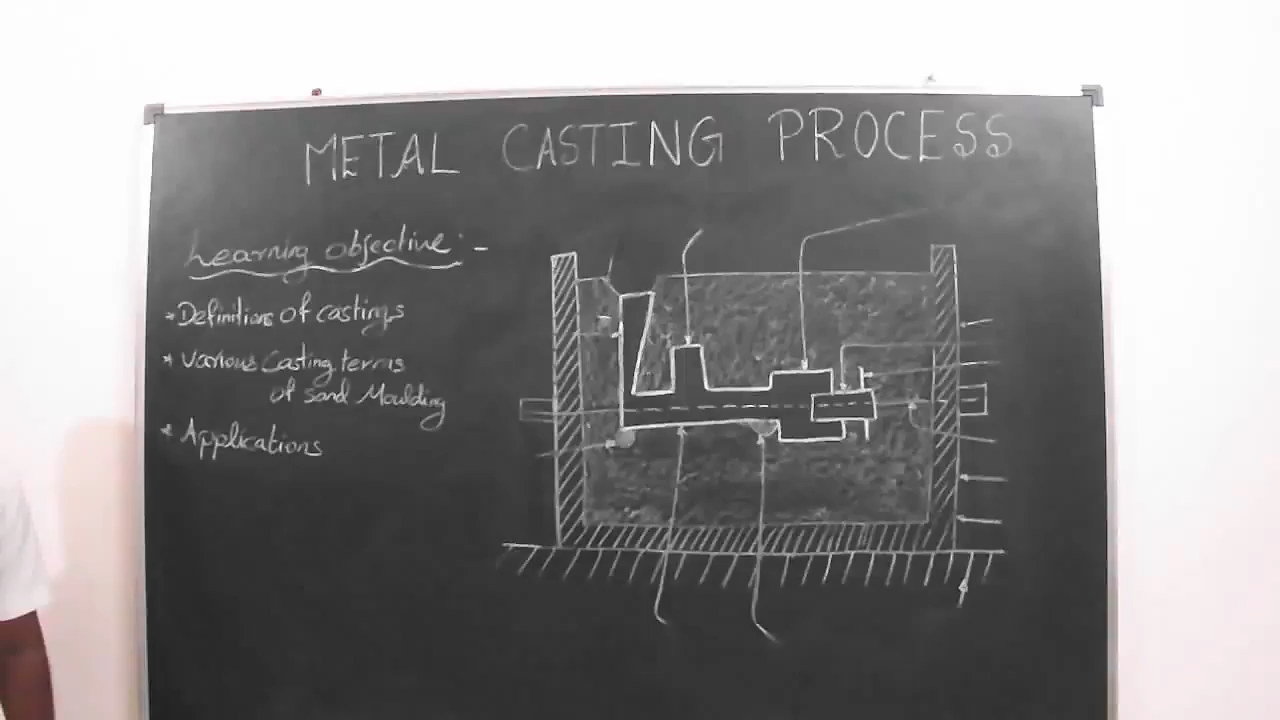 METAL CASTING PROCESS
Learning objective:-
* Definitions of castings
* Various Casting terms
of sand Moulding
* Applications